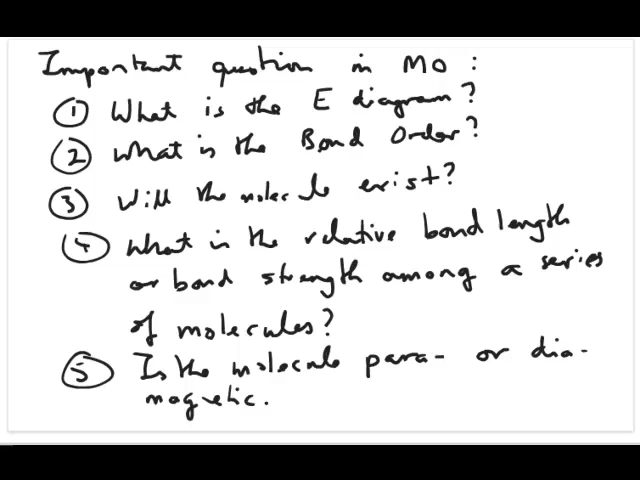 Important question in MO :
① What is the E diagram?
② What is the Bond Order?
③ Will the molecule exist?
④ What is the relative bond length
or bond strength among a series
of molecules?
⑤ Is the molecule para- or dia-
magnetic.